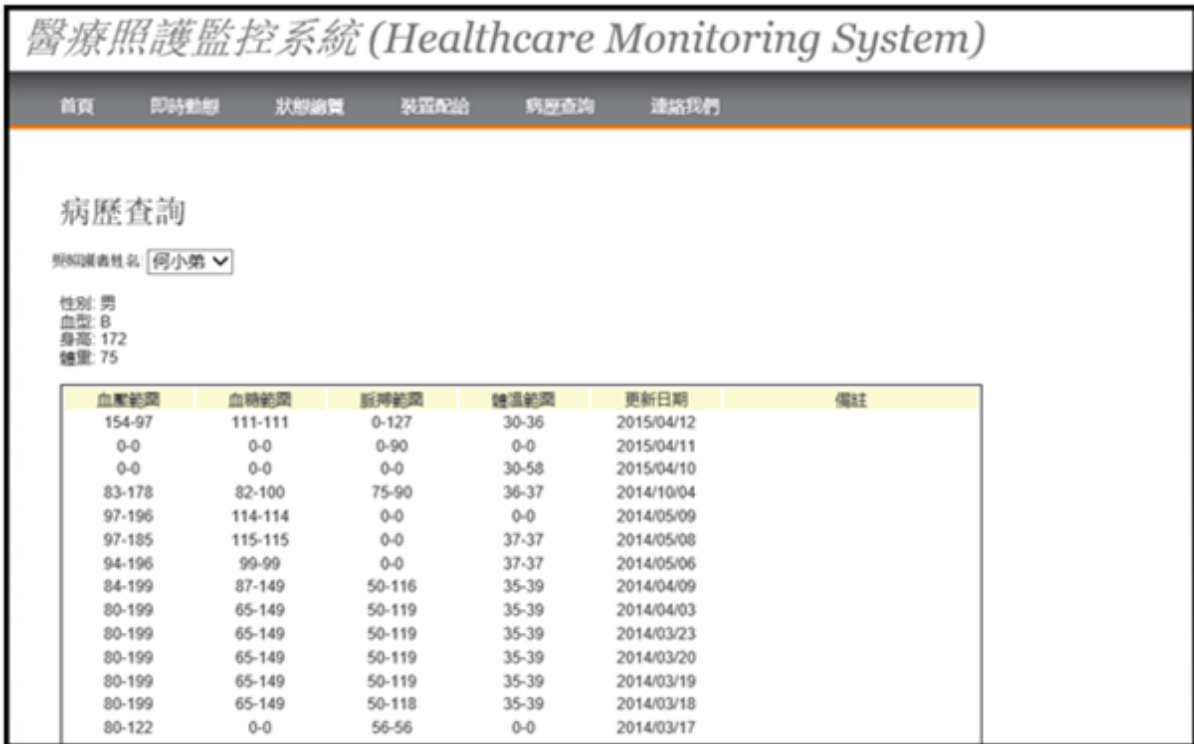 醫療照護監控系統 (Healthcare Monitoring System)
首頁 即時動態 狀態總覽 裝置配給 病歷查詢 連絡我們
病歷查詢
照護者姓名: 何小弟
性別: 男
血型: B
身高: 172
體重: 75
血壓範圍 血糖範圍 脈搏範圍 體溫範圍 更新日期 備註
154-97 111-111 0-127 30-36 2015/04/12
0-0 0-0 0-90 0-0 2015/04/11
0-0 0-0 0-0 30-58 2015/04/10
83-178 82-100 75-90 36-37 2014/10/04
97-196 114-114 0-0 0-0 2014/05/09
97-185 115-115 0-0 37-37 2014/05/08
94-196 99-99 0-0 37-37 2014/05/06
84-199 87-149 50-116 35-39 2014/04/09
80-199 65-149 50-119 35-39 2014/04/03
80-199 65-149 50-119 35-39 2014/03/23
80-199 65-149 50-119 35-39 2014/03/20
80-199 65-149 50-119 35-39 2014/03/19
80-199 65-149 50-118 35-39 2014/03/18
80-122 0-0 56-56 0-0 2014/03/17